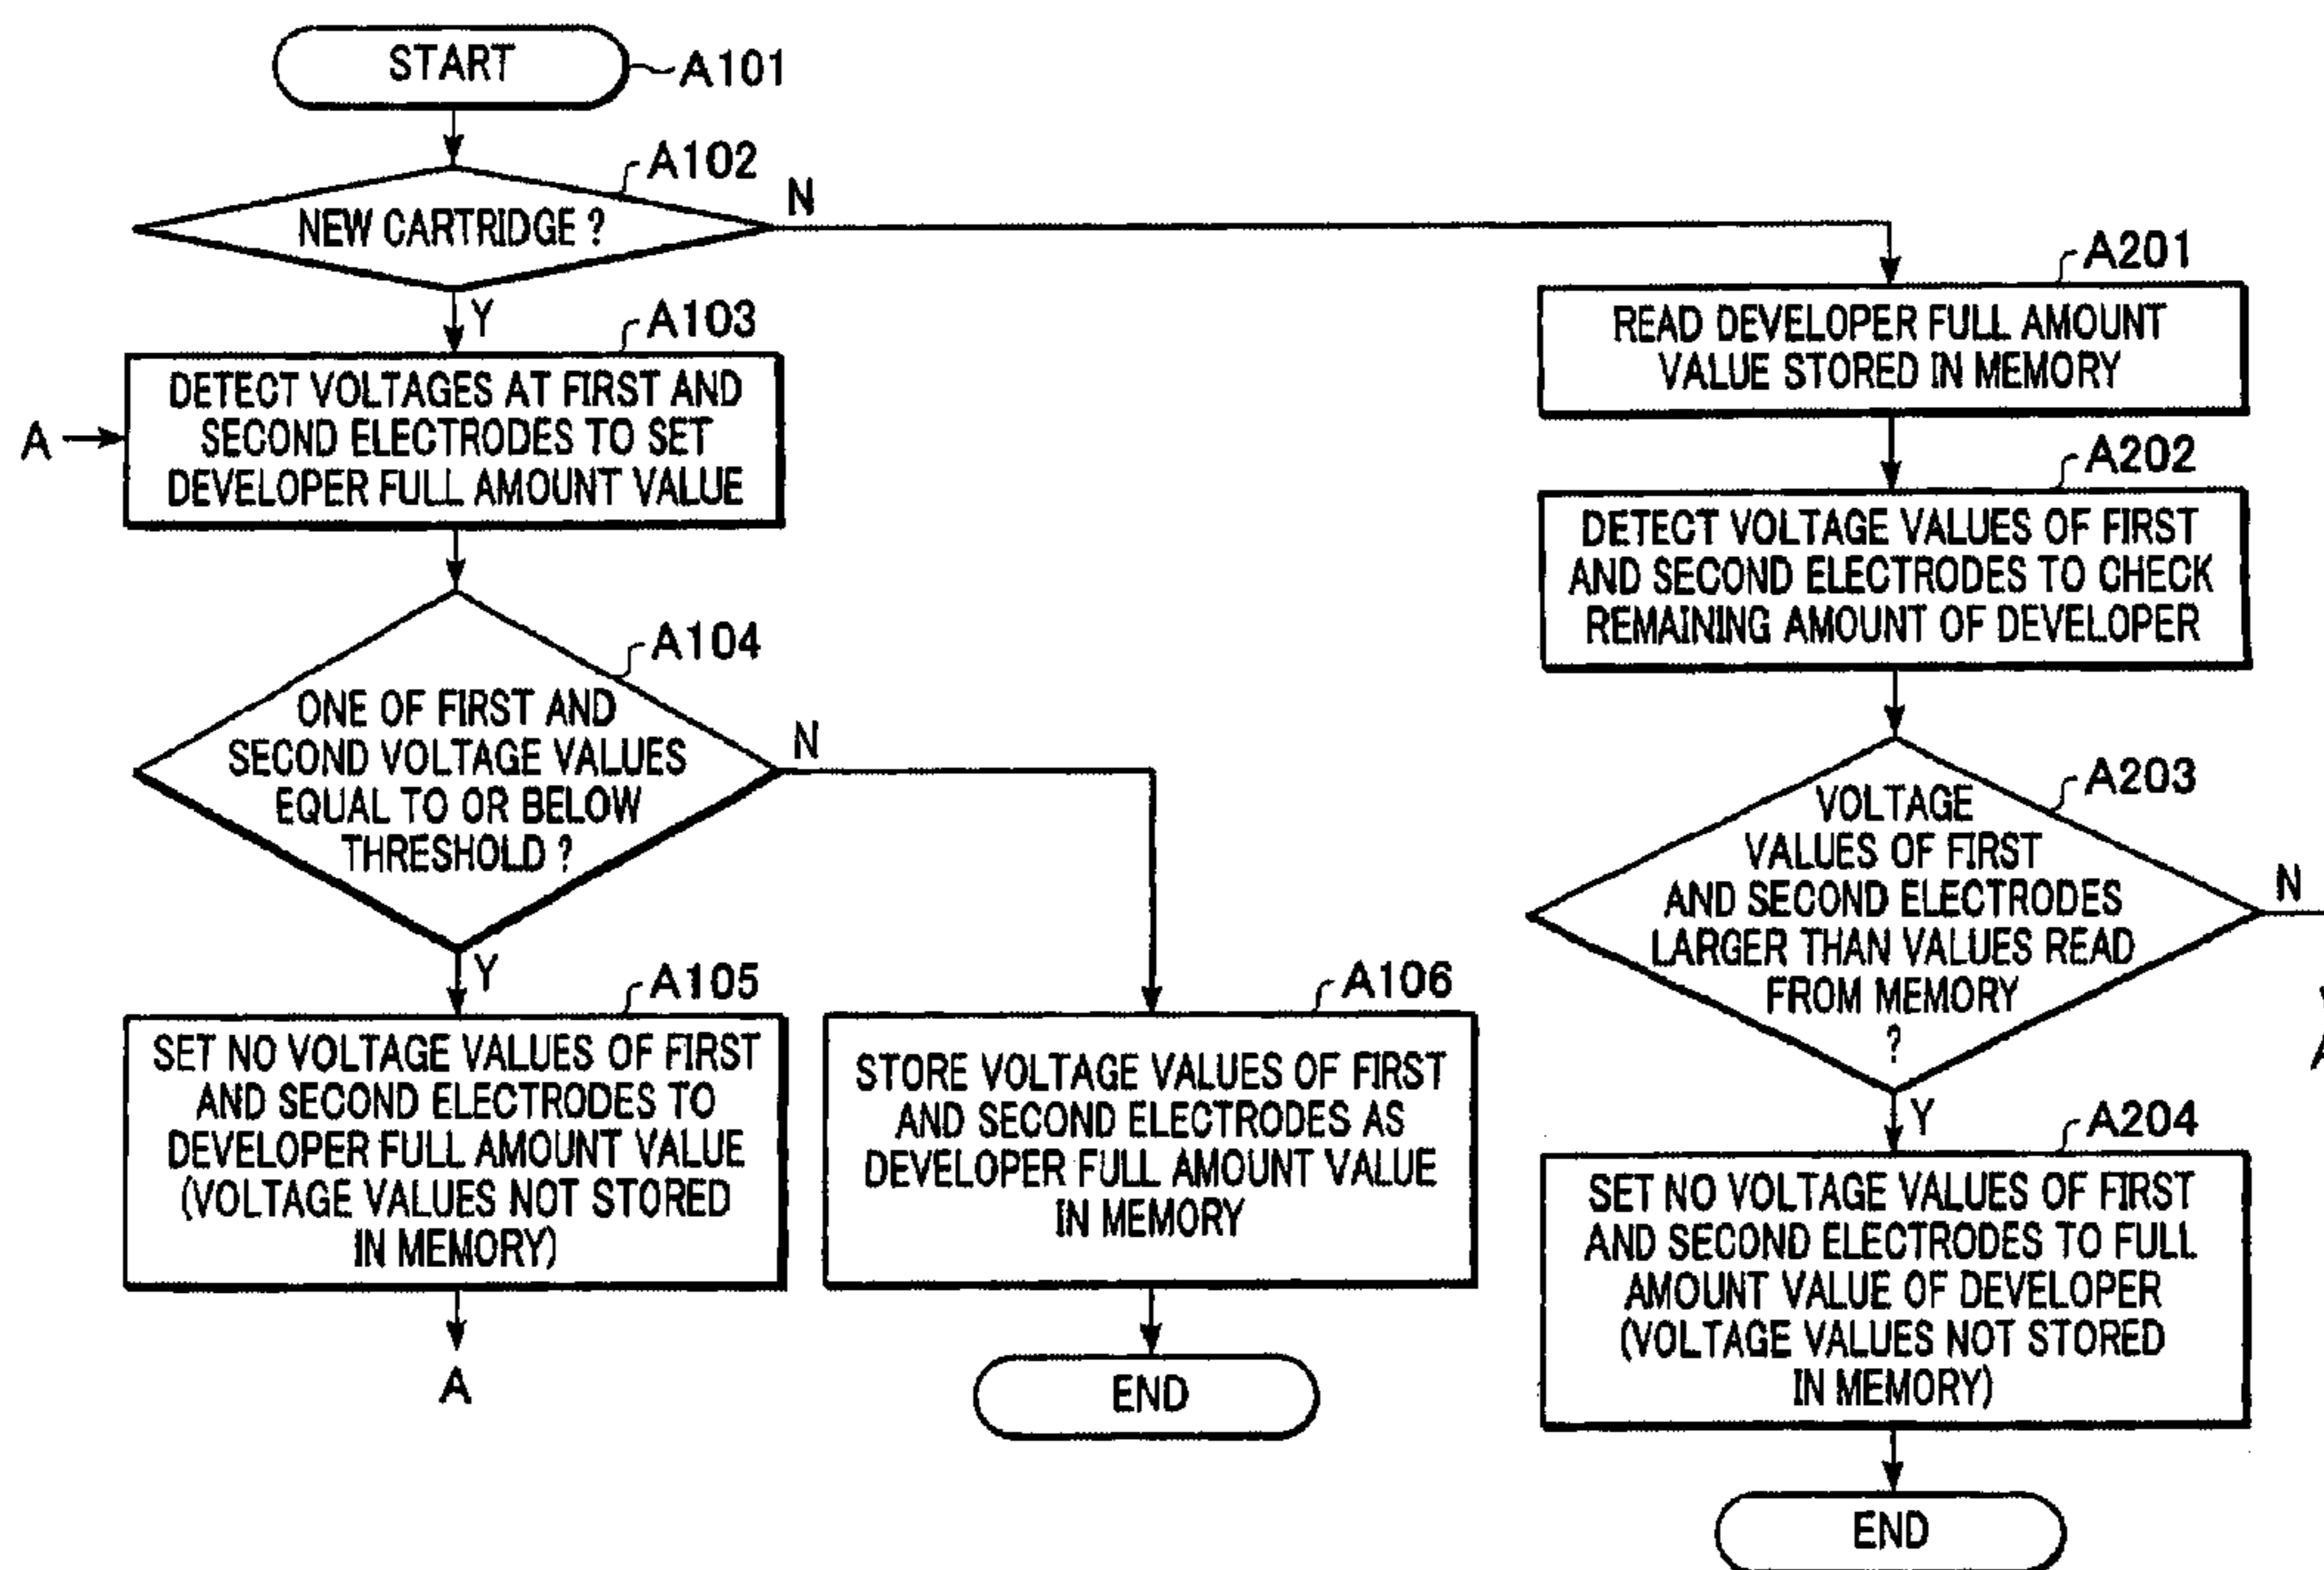 START
A101
A102
NEW CARTRIDGE ?
N
Y
A103
A
DETECT VOLTAGES AT FIRST AND
SECOND ELECTRODES TO SET
DEVELOPER FULL AMOUNT VALUE
A104
ONE OF FIRST AND
SECOND VOLTAGE VALUES
EQUAL TO OR BELOW
THRESHOLD ?
N
Y
A105
SET NO VOLTAGE VALUES OF FIRST
AND SECOND ELECTRODES TO
DEVELOPER FULL AMOUNT VALUE
(VOLTAGE VALUES NOT STORED
IN MEMORY)
A
A106
STORE VOLTAGE VALUES OF FIRST
AND SECOND ELECTRODES AS
DEVELOPER FULL AMOUNT VALUE
IN MEMORY
END
A201
READ DEVELOPER FULL AMOUNT
VALUE STORED IN MEMORY
A202
DETECT VOLTAGE VALUES OF FIRST
AND SECOND ELECTRODES TO CHECK
REMAINING AMOUNT OF DEVELOPER
A203
VOLTAGE
VALUES OF FIRST
AND SECOND ELECTRODES
LARGER THAN VALUES READ
FROM MEMORY
?
N
Y
A204
SET NO VOLTAGE VALUES OF FIRST
AND SECOND ELECTRODES TO FULL
AMOUNT VALUE OF DEVELOPER
(VOLTAGE VALUES NOT STORED
IN MEMORY)
END